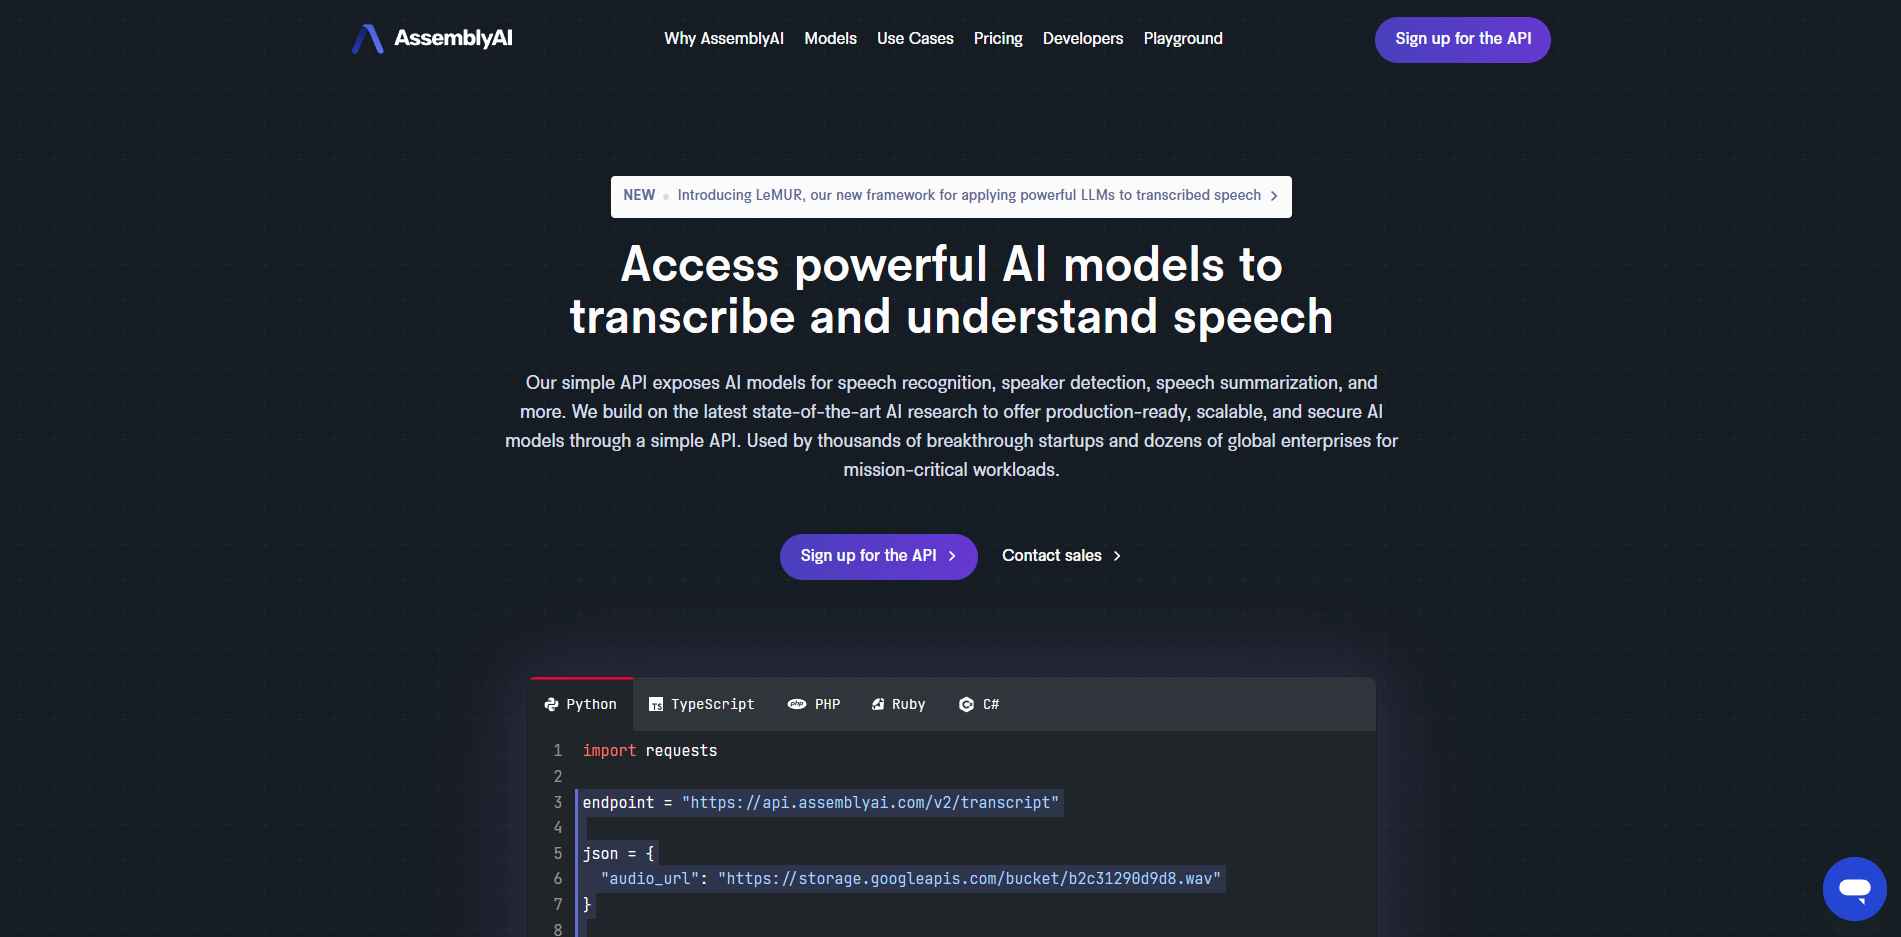 AssemblyAI
Why AssemblyAI Models Use Cases Pricing Developers Playground
Sign up for the API
NEW Introducing LeMUR, our new framework for applying powerful LLMs to transcribed speech
Access powerful AI models to
transcribe and understand speech
Our simple API exposes AI models for speech recognition, speaker detection, speech summarization, and
more. We build on the latest state-of-the-art AI research to offer production-ready, scalable, and secure AI
models through a simple API. Used by thousands of breakthrough startups and dozens of global enterprises for
mission-critical workloads.
Sign up for the API Contact sales
Python TS TypeScript php PHP Ruby C C#
1 import requests
2
3 endpoint = "https://api.assemblyai.com/v2/transcript"
4
5 json = {
6 "audio_url": "https://storage.googleapis.com/bucket/b2c31290d9d8.wav"
7 }
8